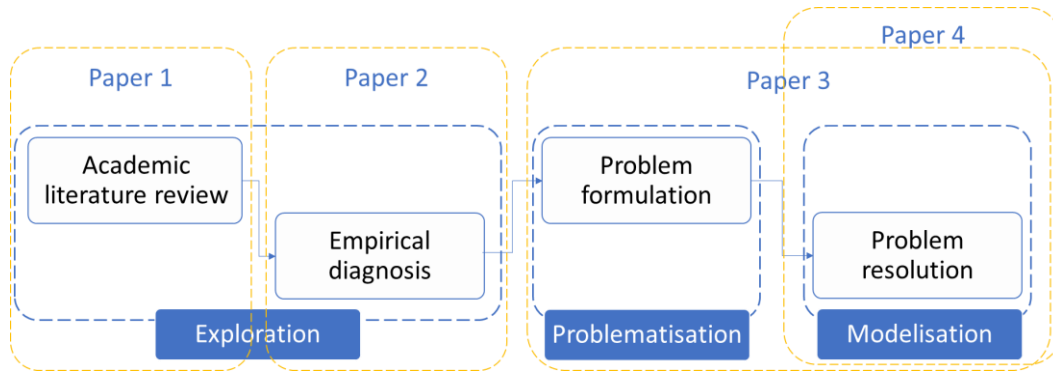 Paper 4
Paper 1
Paper 2
Paper 3
Academic
literature review
Empirical
diagnosis
Problem
formulation
Problem
resolution
Exploration
Problematisation
Modelisation